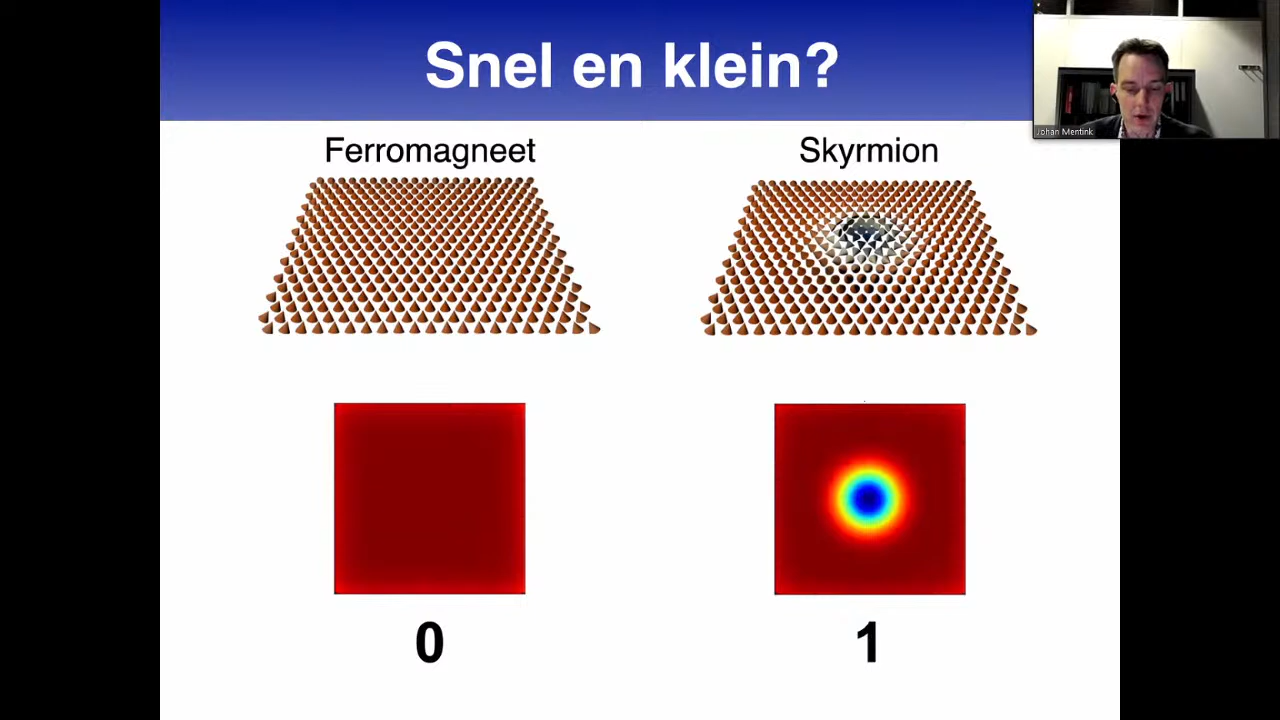 Snel en klein?
Johan Mentink
Ferromagneet
Skyrmion
0
1